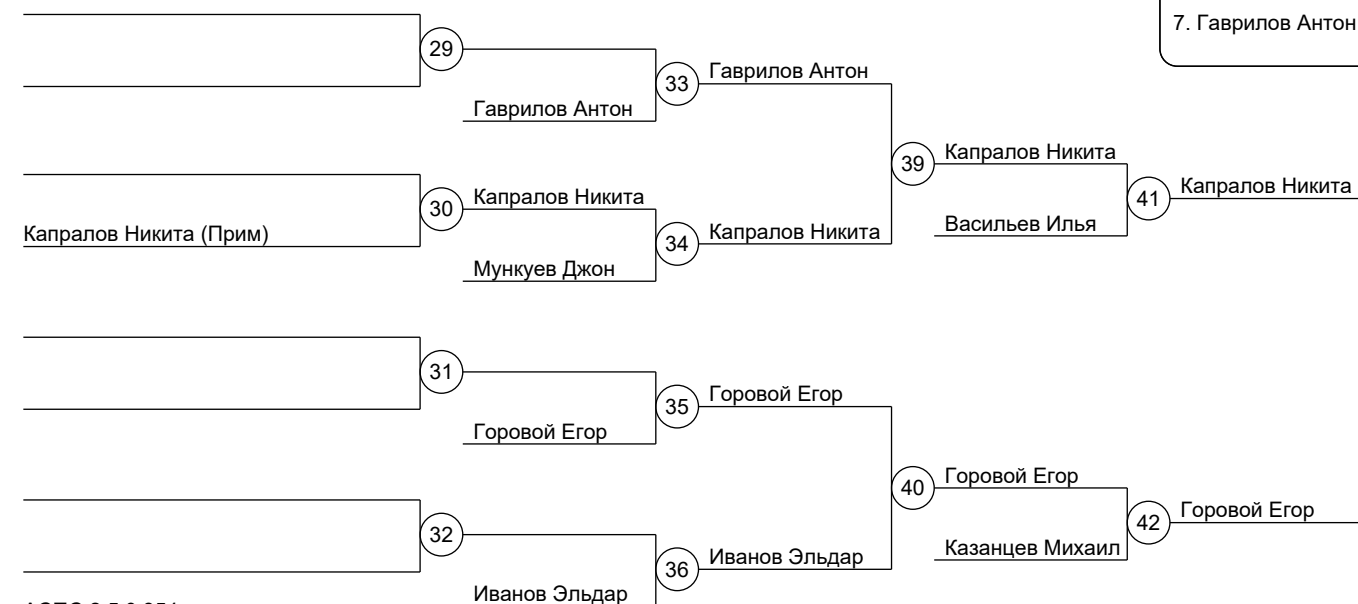 7. Гаврилов Антон
29
33
Гаврилов Антон
Гаврилов Антон
39
Капралов Никита
30
Капралов Никита
41
Капралов Никита
Капралов Никита (Прим)
34
Капралов Никита
Васильев Илья
Мункуев Джон
31
35
Горовой Егор
Горовой Егор
40
Горовой Егор
42
Горовой Егор
32
Казанцев Михаил
36
Иванов Эльдар
Иванов Эльдар